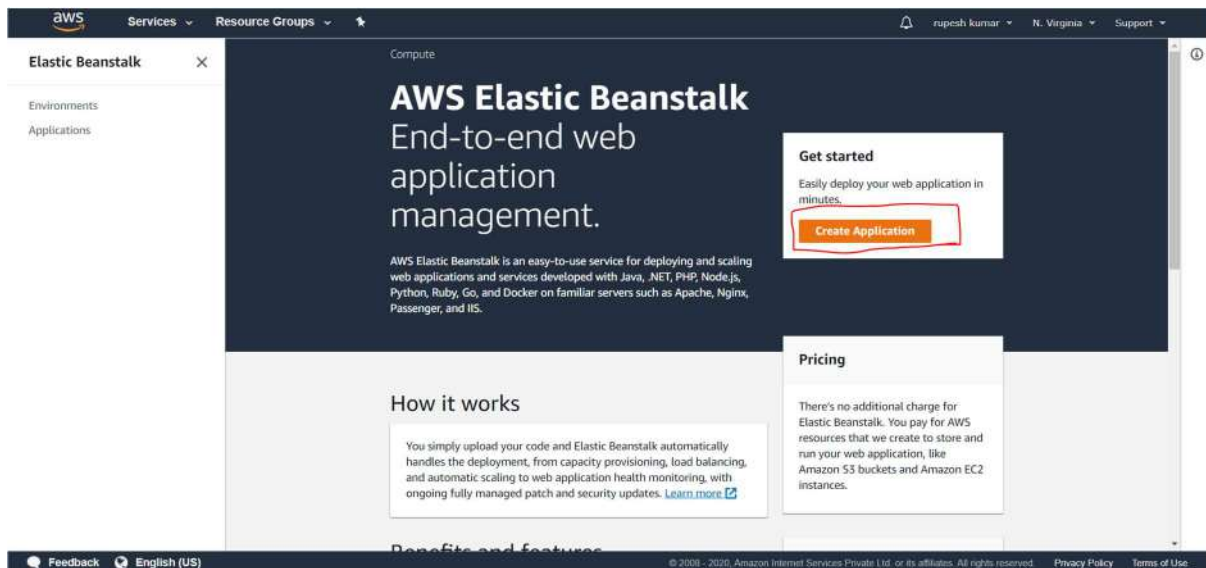 aws Services Resource Groups rupesh kumar N. Virginia Support
Elastic Beanstalk
Environments
Applications
Compute
AWS Elastic Beanstalk
End-to-end web
application
management.
AWS Elastic Beanstalk is an easy-to-use service for deploying and scaling
web applications and services developed with Java, .NET, PHP, Node.js,
Python, Ruby, Go, and Docker on familiar servers such as Apache, Nginx,
Passenger, and IIS.
Get started
Easily deploy your web application in
minutes.
Create Application
Pricing
There's no additional charge for
Elastic Beanstalk. You pay for AWS
resources that we create to store and
run your web application, like
Amazon S3 buckets and Amazon EC2
instances.
How it works
You simply upload your code and Elastic Beanstalk automatically
handles the deployment, from capacity provisioning, load balancing,
and automatic scaling to web application health monitoring, with
ongoing fully managed patch and security updates. Learn more
Benefits and features
Feedback English (US) © 2008 - 2020, Amazon Internet Services Private Ltd. or its affiliates. All rights reserved. Privacy Policy Terms of Use